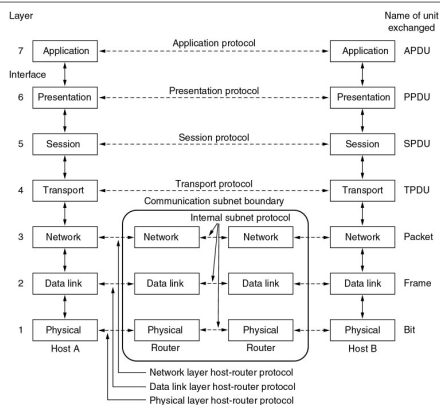 Layer
Name of unit
exchanged
Application protocol
7 Application Application APDU
Interface
Presentation protocol
6 Presentation Presentation PPDU
Session protocol
5 Session Session SPDU
Transport protocol
4 Transport Transport TPDU
Communication subnet boundary
Internal subnet protocol
3 Network Network Network Network Packet
2 Data link Data link Data link Data link Frame
1 Physical Physical Physical Physical Bit
Host A Router Router Host B
Network layer host-router protocol
Data link layer host-router protocol
Physical layer host-router protocol